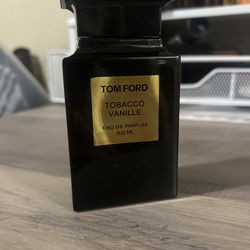 TOM FORD
TOBACCO
VANILLE
EAU DE PARFUM
100 ML